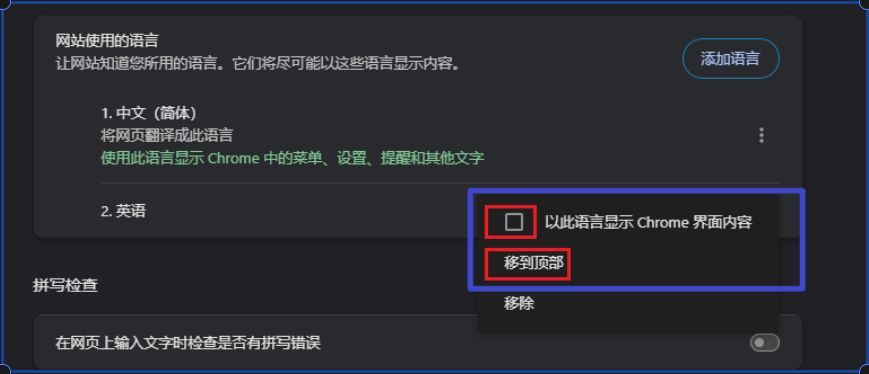 网站使用的语言
让网站知道您所用的语言。它们将尽可能以这些语言显示内容。
添加语言
1. 中文（简体）
将网页翻译成此语言
使用此语言显示 Chrome 中的菜单、设置、提醒和其他文字
2. 英语
以此语言显示 Chrome 界面内容
移到顶部
移除
拼写检查
在网页上输入文字时检查是否有拼写错误